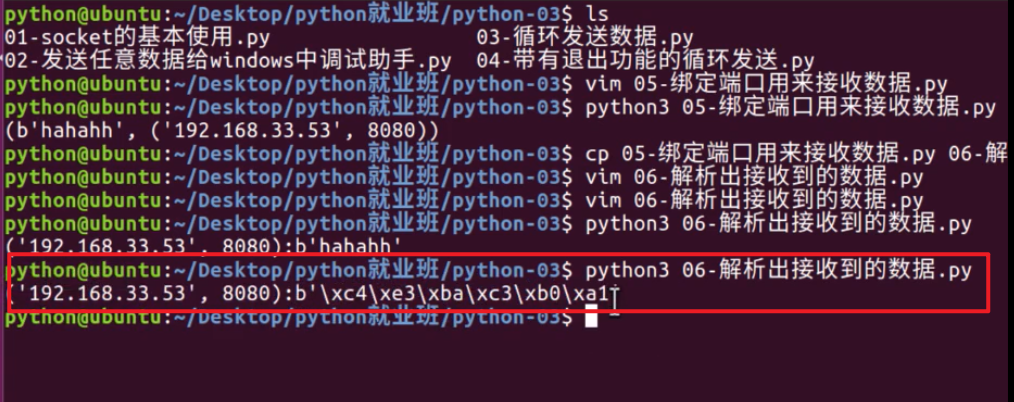 python@ubuntu:~/Desktop/python就业班/python-03$ ls
01-socket的基本使用.py 03-循环发送数据.py
02-发送任意数据给windows中调试助手.py 04-带有退出功能的循环发送.py
python@ubuntu:~/Desktop/python就业班/python-03$ vim 05-绑定端口用来接收数据.py
python@ubuntu:~/Desktop/python就业班/python-03$ python3 05-绑定端口用来接收数据.py
(b'hahahh', ('192.168.33.53', 8080))
python@ubuntu:~/Desktop/python就业班/python-03$ cp 05-绑定端口用来接收数据.py 06-解
python@ubuntu:~/Desktop/python就业班/python-03$ vim 06-解析出接收到的数据.py
python@ubuntu:~/Desktop/python就业班/python-03$ vim 06-解析出接收到的数据.py
python@ubuntu:~/Desktop/python就业班/python-03$ python3 06-解析出接收到的数据.py
('192.168.33.53', 8080):b'hahahh'
python@ubuntu:~/Desktop/python就业班/python-03$ python3 06-解析出接收到的数据.py
('192.168.33.53', 8080):b'\xc4\xe3\xba\xc3\xb0\xa1'
python@ubuntu:~/Desktop/python就业班/python-03$